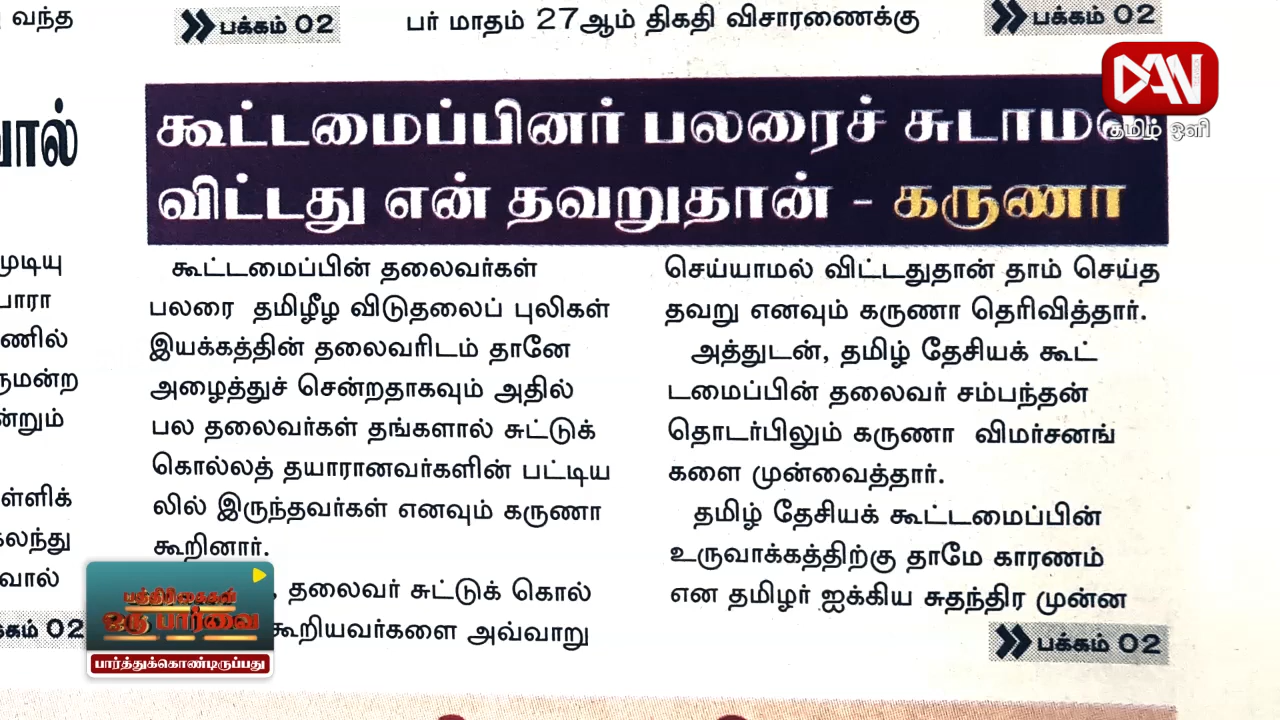 வந்த
பக்கம் 02
பர் மாதம் 27ஆம் திகதி விசாரணைக்கு
பக்கம் 02
DAN
தமிழ் ஒளி
கூட்டமைப்பினர் பலரைச் சுடாமல்
விட்டது என் தவறுதான் - கருணா
கூட்டமைப்பின் தலைவர்கள்
பலரை தமிழீழ விடுதலைப் புலிகள்
இயக்கத்தின் தலைவரிடம் தானே
அழைத்துச் சென்றதாகவும் அதில்
பல தலைவர்கள் தங்களால் சுட்டுக்
கொல்லத் தயாரானவர்களின் பட்டிய
லில் இருந்தவர்கள் எனவும் கருணா
கூறினார்.
தலைவர் சுட்டுக் கொல்
கூறியவர்களை அவ்வாறு
செய்யாமல் விட்டதுதான் தாம் செய்த
தவறு எனவும் கருணா தெரிவித்தார்.
அத்துடன், தமிழ் தேசியக் கூட்
டமைப்பின் தலைவர் சம்பந்தன்
தொடர்பிலும் கருணா விமர்சனங்
களை முன்வைத்தார்.
தமிழ் தேசியக் கூட்டமைப்பின்
உருவாக்கத்திற்கு தாமே காரணம்
என தமிழர் ஐக்கிய சுதந்திர முன்ன
பக்கம் 02
பத்திரிகைகள்
ஒரு பார்வை
பார்த்துக்கொண்டிருப்பது